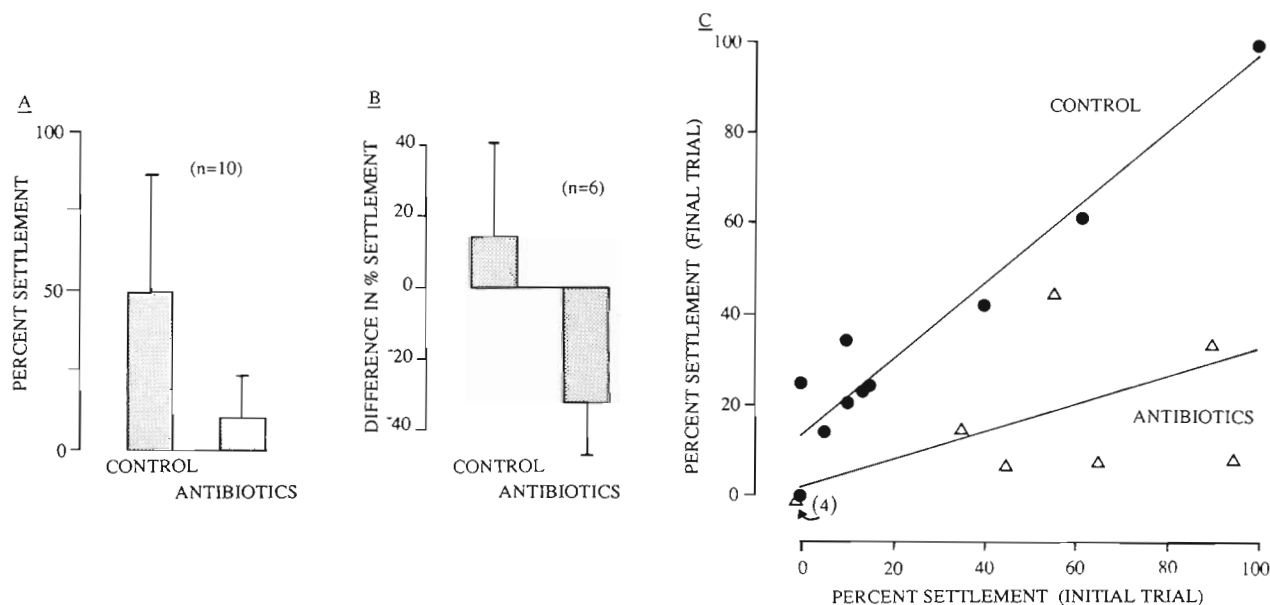 A
PERCENT SETTLEMENT
100
50
0
(n=10)
CONTROL
ANTIBIOTICS
B
DIFFERENCE IN % SETTLEMENT
40
20
0
-20
-40
(n=6)
CONTROL
ANTIBIOTICS
C
PERCENT SETTLEMENT (FINAL TRIAL)
100
80
60
40
20
0
CONTROL
ANTIBIOTICS
(4)
0 20 40 60 80 100
PERCENT SETTLEMENT (INITIAL TRIAL)